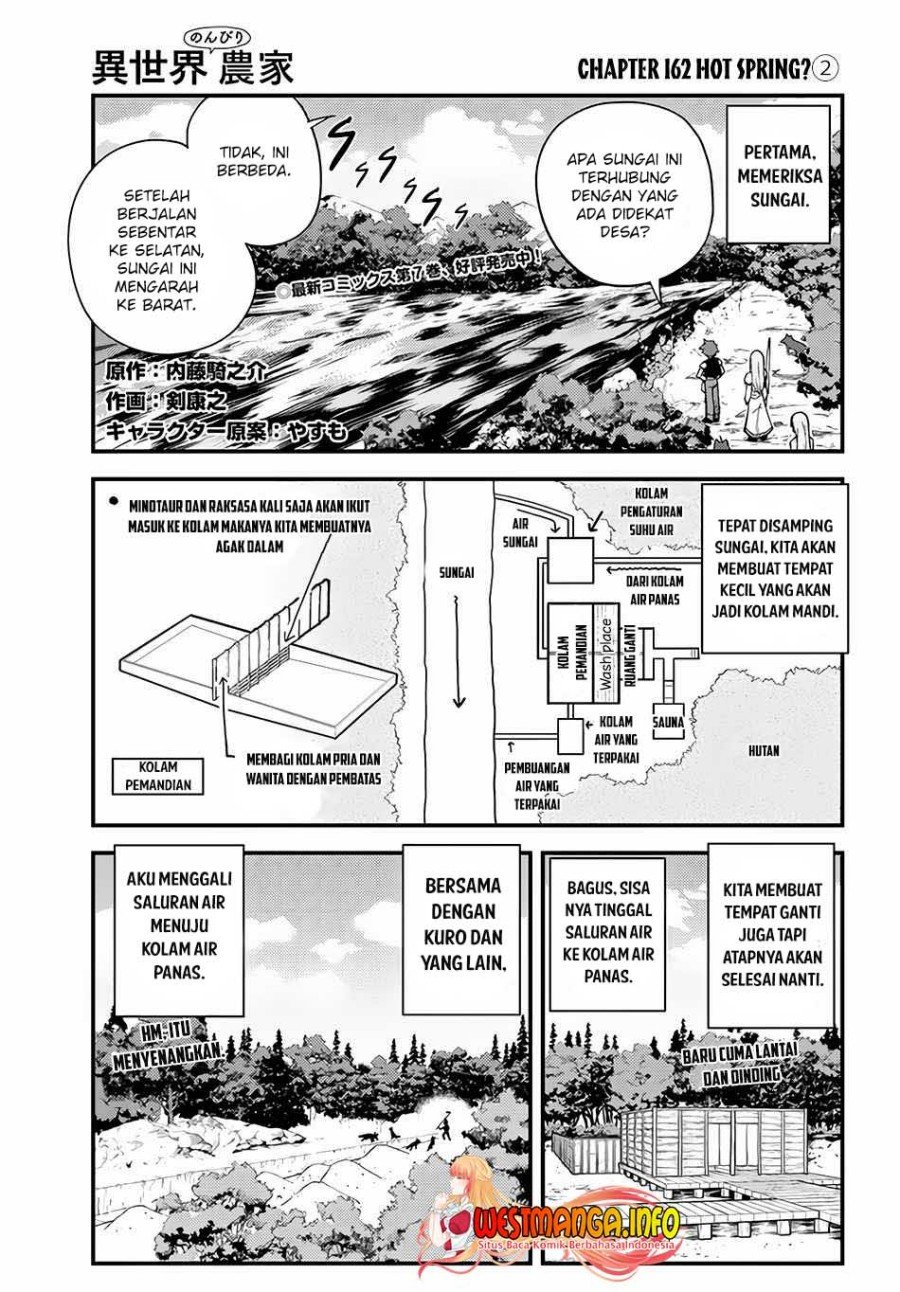 のんびり
異世界 農家
CHAPTER 162 HOT SPRING?②
PERTAMA,
MEMERIKSA
SUNGAI.
APA SUNGAI INI
TERHUBUNG
DENGAN YANG
ADA DIDEKAT
DESA?
TIDAK, INI
BERBEDA.
SETELAH
BERJALAN
SEBENTAR
KE SELATAN,
SUNGAI INI
MENGARAH
KE BARAT.
◎最新コミックス第7巻、好評発売中!
原作:内藤騎之介
作画:剣康之
キャラクター原案:やすも
TEPAT DISAMPING
SUNGAI, KITA AKAN
MEMBUAT TEMPAT
KECIL YANG AKAN
JADI KOLAM MANDI.
KOLAM
PENGATURAN
SUHU AIR
AIR
SUNGAI
DARI KOLAM
AIR PANAS
SUNGAI
KOLAM
PEMANDIAN
Wash place
RUANG GANTI
SAUNA
KOLAM
AIR YANG
TERPAKAI
PEMBUANGAN
AIR YANG
TERPAKAI
HUTAN
• MINOTAUR DAN RAKSASA KALI SAJA AKAN IKUT
MASUK KE KOLAM MAKANYA KITA MEMBUATNYA
AGAK DALAM
MEMBAGI KOLAM PRIA DAN
WANITA DENGAN PEMBATAS
KOLAM
PEMANDIAN
KITA MEMBUAT
TEMPAT GANTI
JUGA TAPI
ATAPNYA AKAN
SELESAI NANTI.
BAGUS, SISA
NYA TINGGAL
SALURAN AIR
KE KOLAM AIR
PANAS.
BARU CUMA LANTAI
DAN DINDING
BERSAMA
DENGAN
KURO DAN
YANG LAIN,
AKU MENGGALI
SALURAN AIR
MENUJU
KOLAM AIR
PANAS.
HM, ITU
MENYENANGKAN.
WESTMANGA.INFO
Situs Baca Komik Berbahasa Indonesia